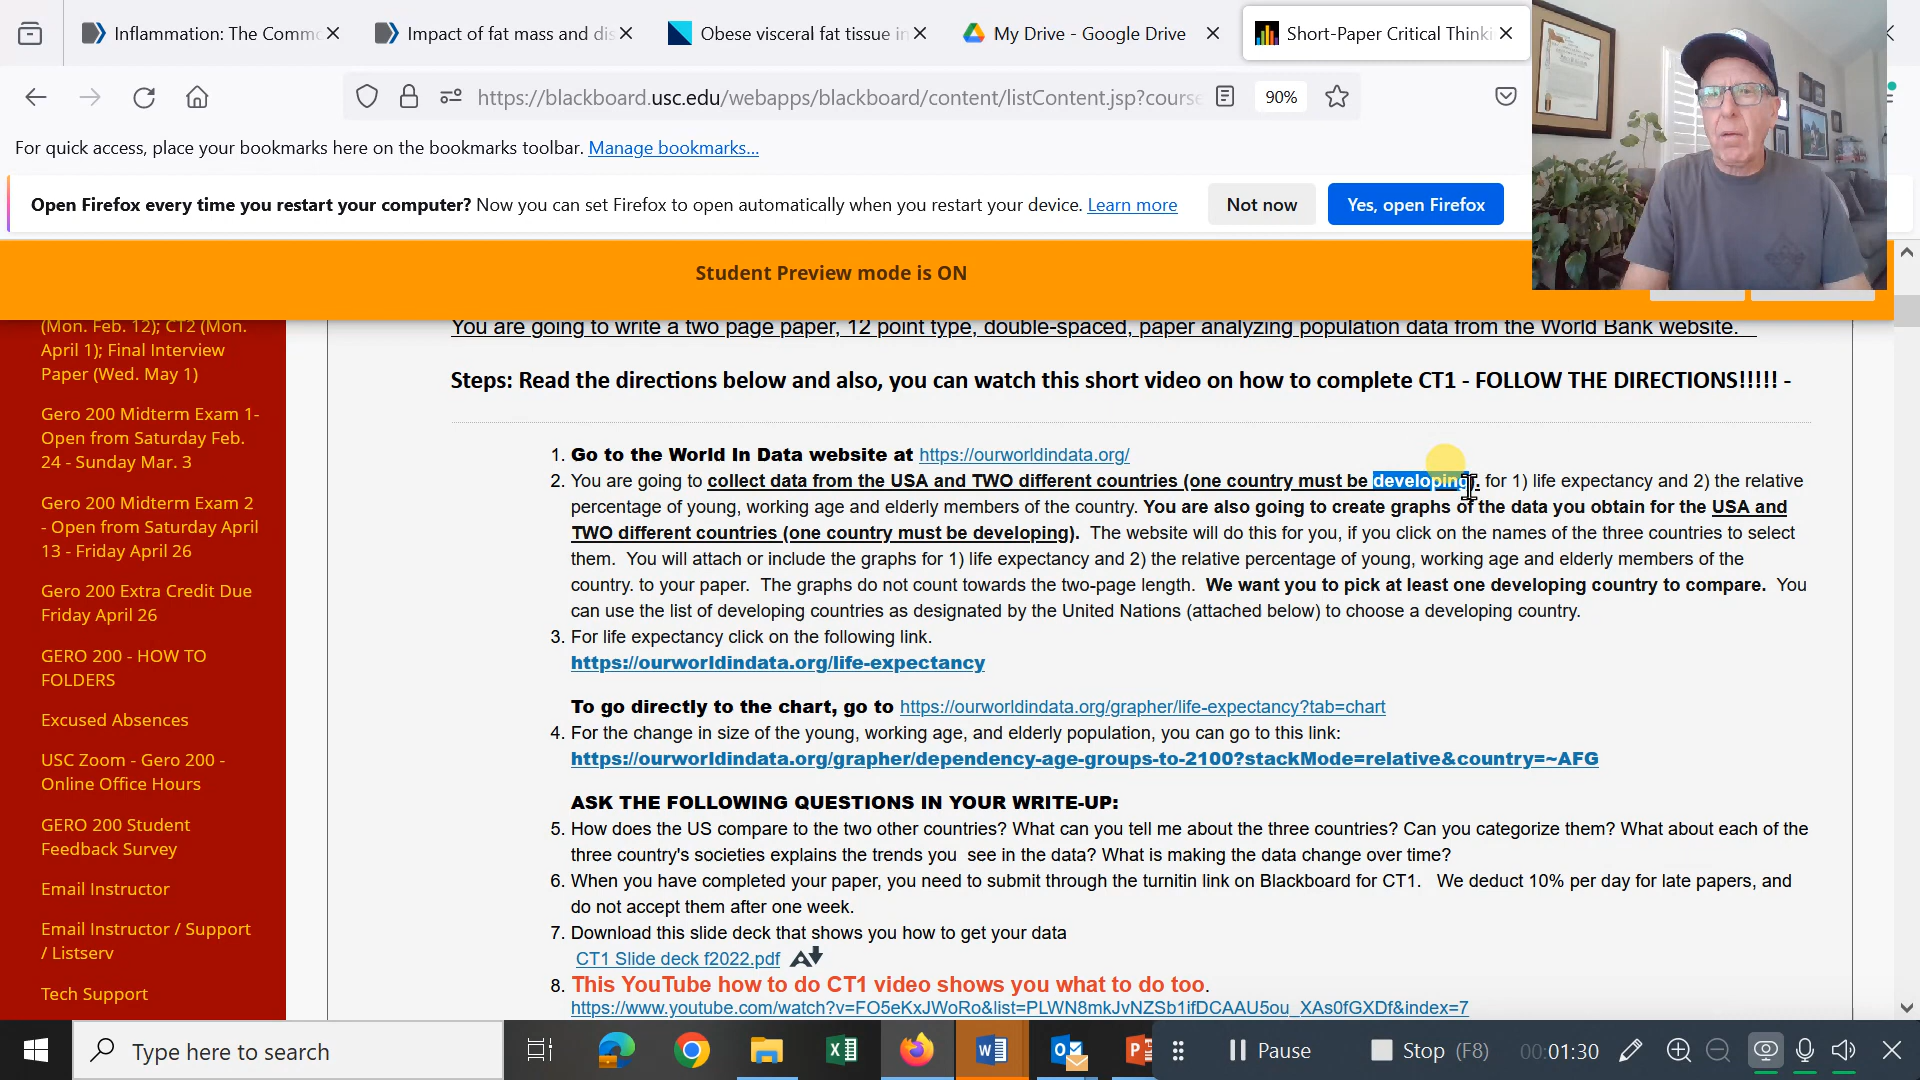 Inflammation: The Commo
Impact of fat mass and dis
Obese visceral fat tissue in
My Drive - Google Drive
Short-Paper Critical Thinki
https://blackboard.usc.edu/webapps/blackboard/content/listContent.jsp?course
90%
For quick access, place your bookmarks here on the bookmarks toolbar. Manage bookmarks...
Open Firefox every time you restart your computer? Now you can set Firefox to open automatically when you restart your device. Learn more
Not now
Yes, open Firefox
Student Preview mode is ON
(Mon. Feb. 12); CT2 (Mon.
April 1); Final Interview
Paper (Wed. May 1)
Gero 200 Midterm Exam 1-
Open from Saturday Feb.
24 - Sunday Mar. 3
Gero 200 Midterm Exam 2
- Open from Saturday April
13 - Friday April 26
Gero 200 Extra Credit Due
Friday April 26
GERO 200 - HOW TO
FOLDERS
Excused Absences
USC Zoom - Gero 200 -
Online Office Hours
GERO 200 Student
Feedback Survey
Email Instructor
Email Instructor / Support
/ Listserv
Tech Support
You are going to write a two page paper, 12 point type, double-spaced, paper analyzing population data from the World Bank website.
Steps: Read the directions below and also, you can watch this short video on how to complete CT1 - FOLLOW THE DIRECTIONS!!!!! -
1. Go to the World In Data website at https://ourworldindata.org/
2. You are going to collect data from the USA and TWO different countries (one country must be developing). for 1) life expectancy and 2) the relative
percentage of young, working age and elderly members of the country. You are also going to create graphs of the data you obtain for the USA and
TWO different countries (one country must be developing). The website will do this for you, if you click on the names of the three countries to select
them. You will attach or include the graphs for 1) life expectancy and 2) the relative percentage of young, working age and elderly members of the
country. to your paper. The graphs do not count towards the two-page length. We want you to pick at least one developing country to compare. You
can use the list of developing countries as designated by the United Nations (attached below) to choose a developing country.
3. For life expectancy click on the following link.
https://ourworldindata.org/life-expectancy
To go directly to the chart, go to https://ourworldindata.org/grapher/life-expectancy?tab=chart
4. For the change in size of the young, working age, and elderly population, you can go to this link:
https://ourworldindata.org/grapher/dependency-age-groups-to-2100?stackMode=relative&country=~AFG
ASK THE FOLLOWING QUESTIONS IN YOUR WRITE-UP:
5. How does the US compare to the two other countries? What can you tell me about the three countries? Can you categorize them? What about each of the
three country's societies explains the trends you see in the data? What is making the data change over time?
6. When you have completed your paper, you need to submit through the turnitin link on Blackboard for CT1. We deduct 10% per day for late papers, and
do not accept them after one week.
7. Download this slide deck that shows you how to get your data
CT1 Slide deck f2022.pdf
8. This YouTube how to do CT1 video shows you what to do too.
https://www.youtube.com/watch?v=FO5eKxJWoRo&list=PLWN8mkJvNZSb1ifDCAAU5ou_XAs0fGXDf&index=7
Type here to search
Pause
Stop (F8)
00:01:30